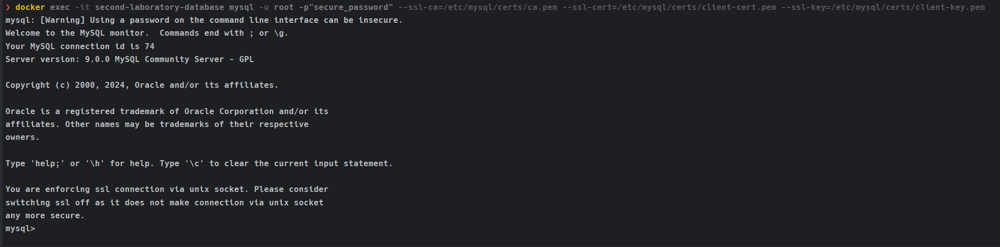 ❯ docker exec -it second-laboratory-database mysql -u root -p"secure_password" --ssl-ca=/etc/mysql/certs/ca.pem --ssl-cert=/etc/mysql/certs/client-cert.pem --ssl-key=/etc/mysql/certs/client-key.pem
mysql: [Warning] Using a password on the command line interface can be insecure.
Welcome to the MySQL monitor.  Commands end with ; or \g.
Your MySQL connection id is 74
Server version: 9.0.0 MySQL Community Server - GPL

Copyright (c) 2000, 2024, Oracle and/or its affiliates.

Oracle is a registered trademark of Oracle Corporation and/or its
affiliates. Other names may be trademarks of their respective
owners.

Type 'help;' or '\h' for help. Type '\c' to clear the current input statement.

You are enforcing ssl connection via unix socket. Please consider
switching ssl off as it does not make connection via unix socket
any more secure.
mysql>